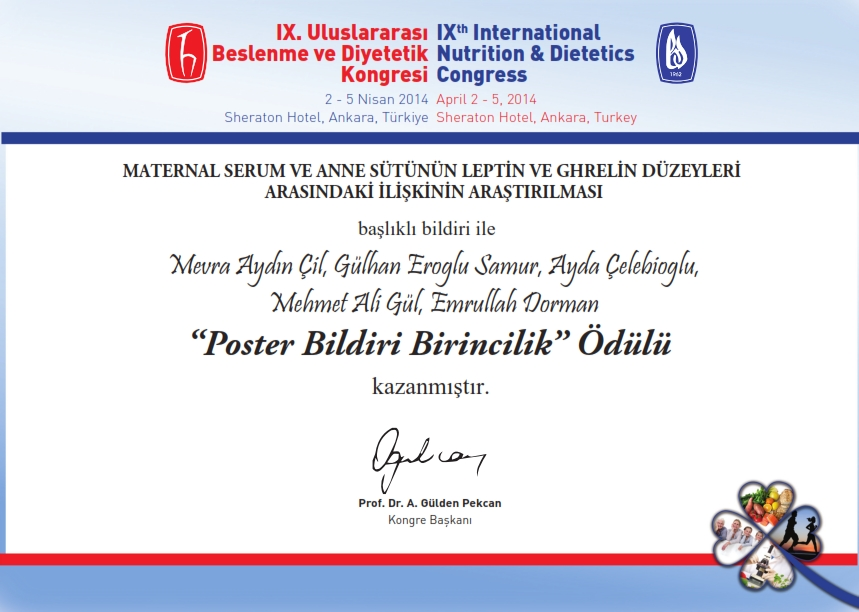 IX. Uluslararası
Beslenme ve Diyetetik
Kongresi
2 - 5 Nisan 2014
Sheraton Hotel, Ankara, Türkiye
IXth International
Nutrition & Dietetics
Congress
April 2 - 5, 2014
Sheraton Hotel, Ankara, Turkey
1962
MATERNAL SERUM VE ANNE SÜTÜNÜN LEPTİN VE GHRELİN DÜZEYLERİ
ARASINDAKİ İLİŞKİNİN ARAŞTIRILMASI
başlıklı bildiri ile
Mevra Aydın Çil, Gülhan Eroglu Samur, Ayda Çelebioglu,
Mehmet Ali Gül, Emrullah Dorman
“Poster Bildiri Birincilik” Ödülü
kazanmıştır.
Prof. Dr. A. Gülden Pekcan
Kongre Başkanı